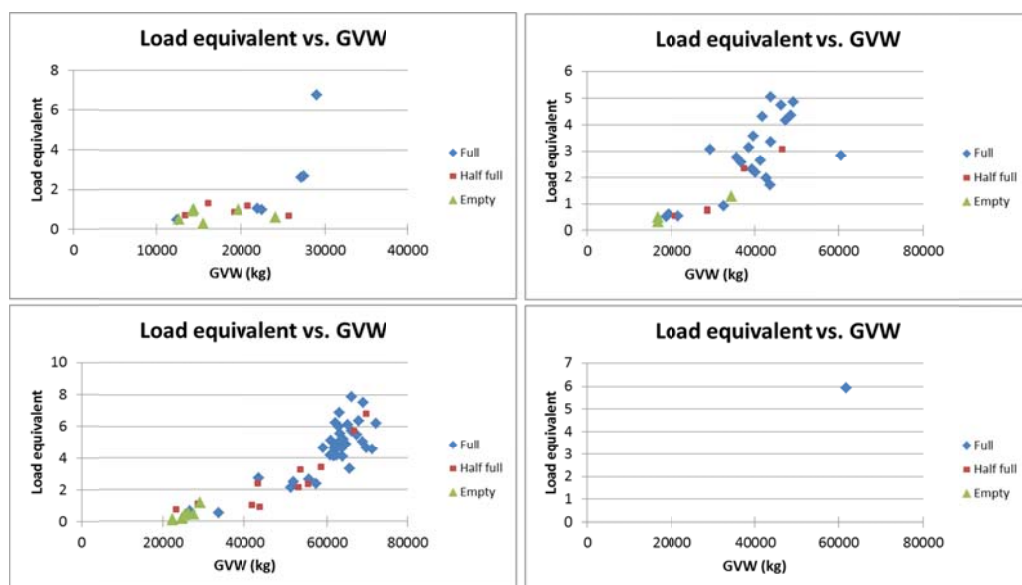 Load equivalent vs. GVW
8
6
4
2
0
0 10000 20000 30000 40000
Load equivalent
GVW (kg)
Full
Half full
Empty
Load equivalent vs. GVW
6
5
4
3
2
1
0
0 20000 40000 60000 80000
Load equivalent
GVW (kg)
Full
Half full
Empty
Load equivalent vs. GVW
10
8
6
4
2
0
0 20000 40000 60000 80000
Load equivalent
GVW (kg)
Full
Half full
Empty
Load equivalent vs. GVW
7
6
5
4
3
2
1
0
0 20000 40000 60000 80000
Load equivalent
GVW (kg)
Full
Half full
Empty